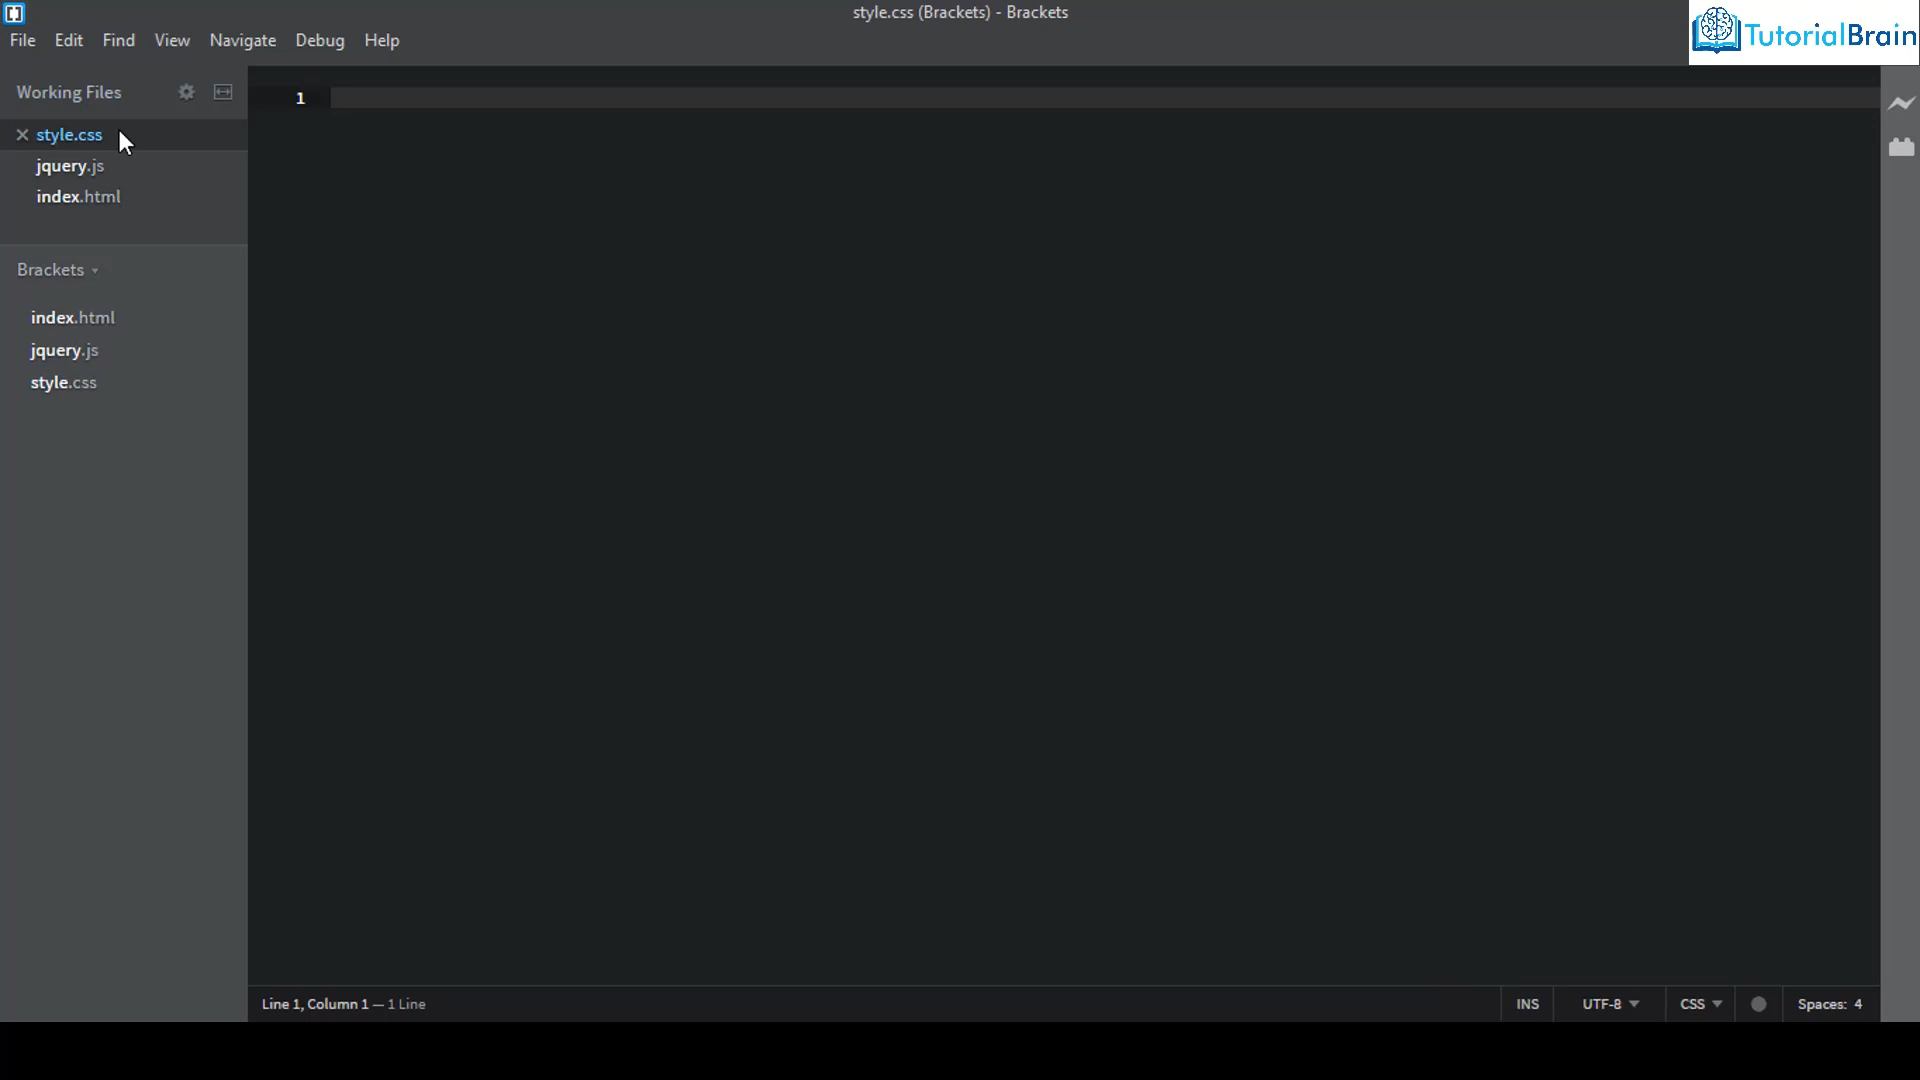 style.css (Brackets) - Brackets
TutorialBrain
File Edit Find View Navigate Debug Help
Working Files
style.css
jquery.js
index.html
Brackets
index.html
jquery.js
style.css
1
Line 1, Column 1 — 1 Line
INS UTF-8 CSS Spaces: 4